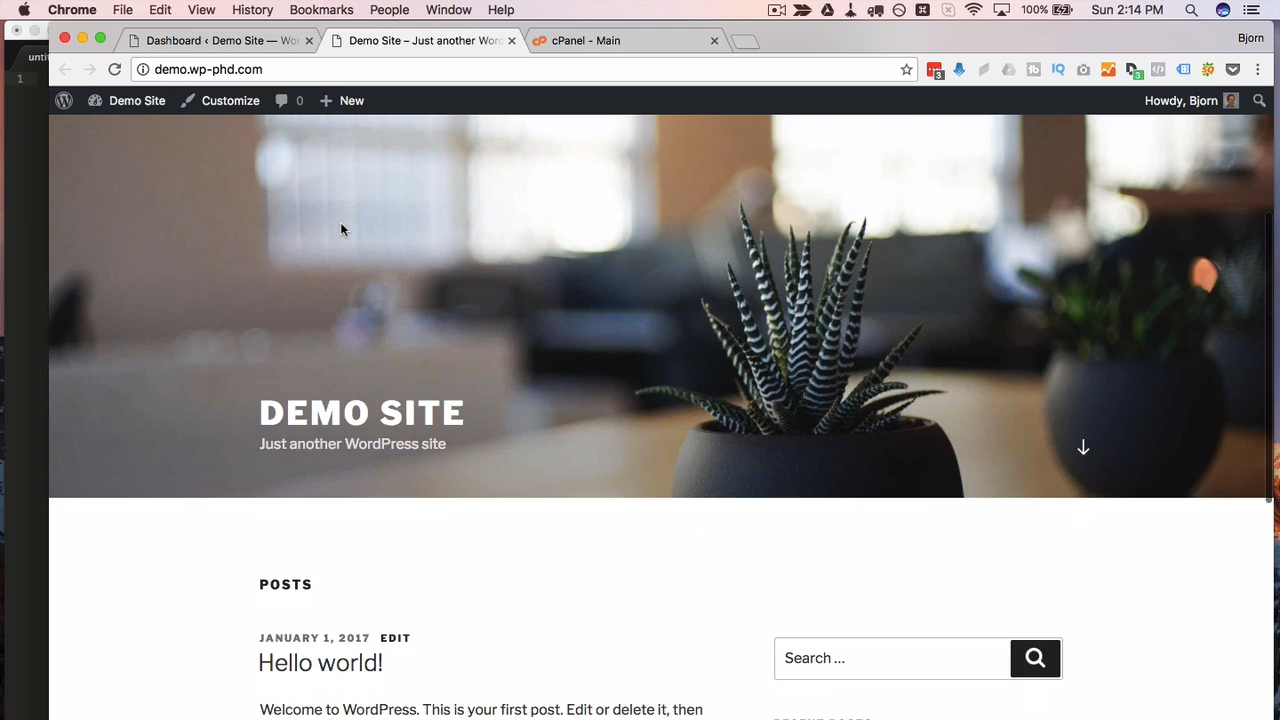 Chrome File Edit View History Bookmarks People Window Help 100% Sun 2:14 PM
Dashboard ‹ Demo Site — Wor Demo Site – Just another Word cPanel - Main Bjorn
untit
demo.wp-phd.com
1
Demo Site Customize 0 New Howdy, Bjorn
DEMO SITE
Just another WordPress site
POSTS
JANUARY 1, 2017 EDIT
Hello world!
Search ...
Welcome to WordPress. This is your first post. Edit or delete it, then